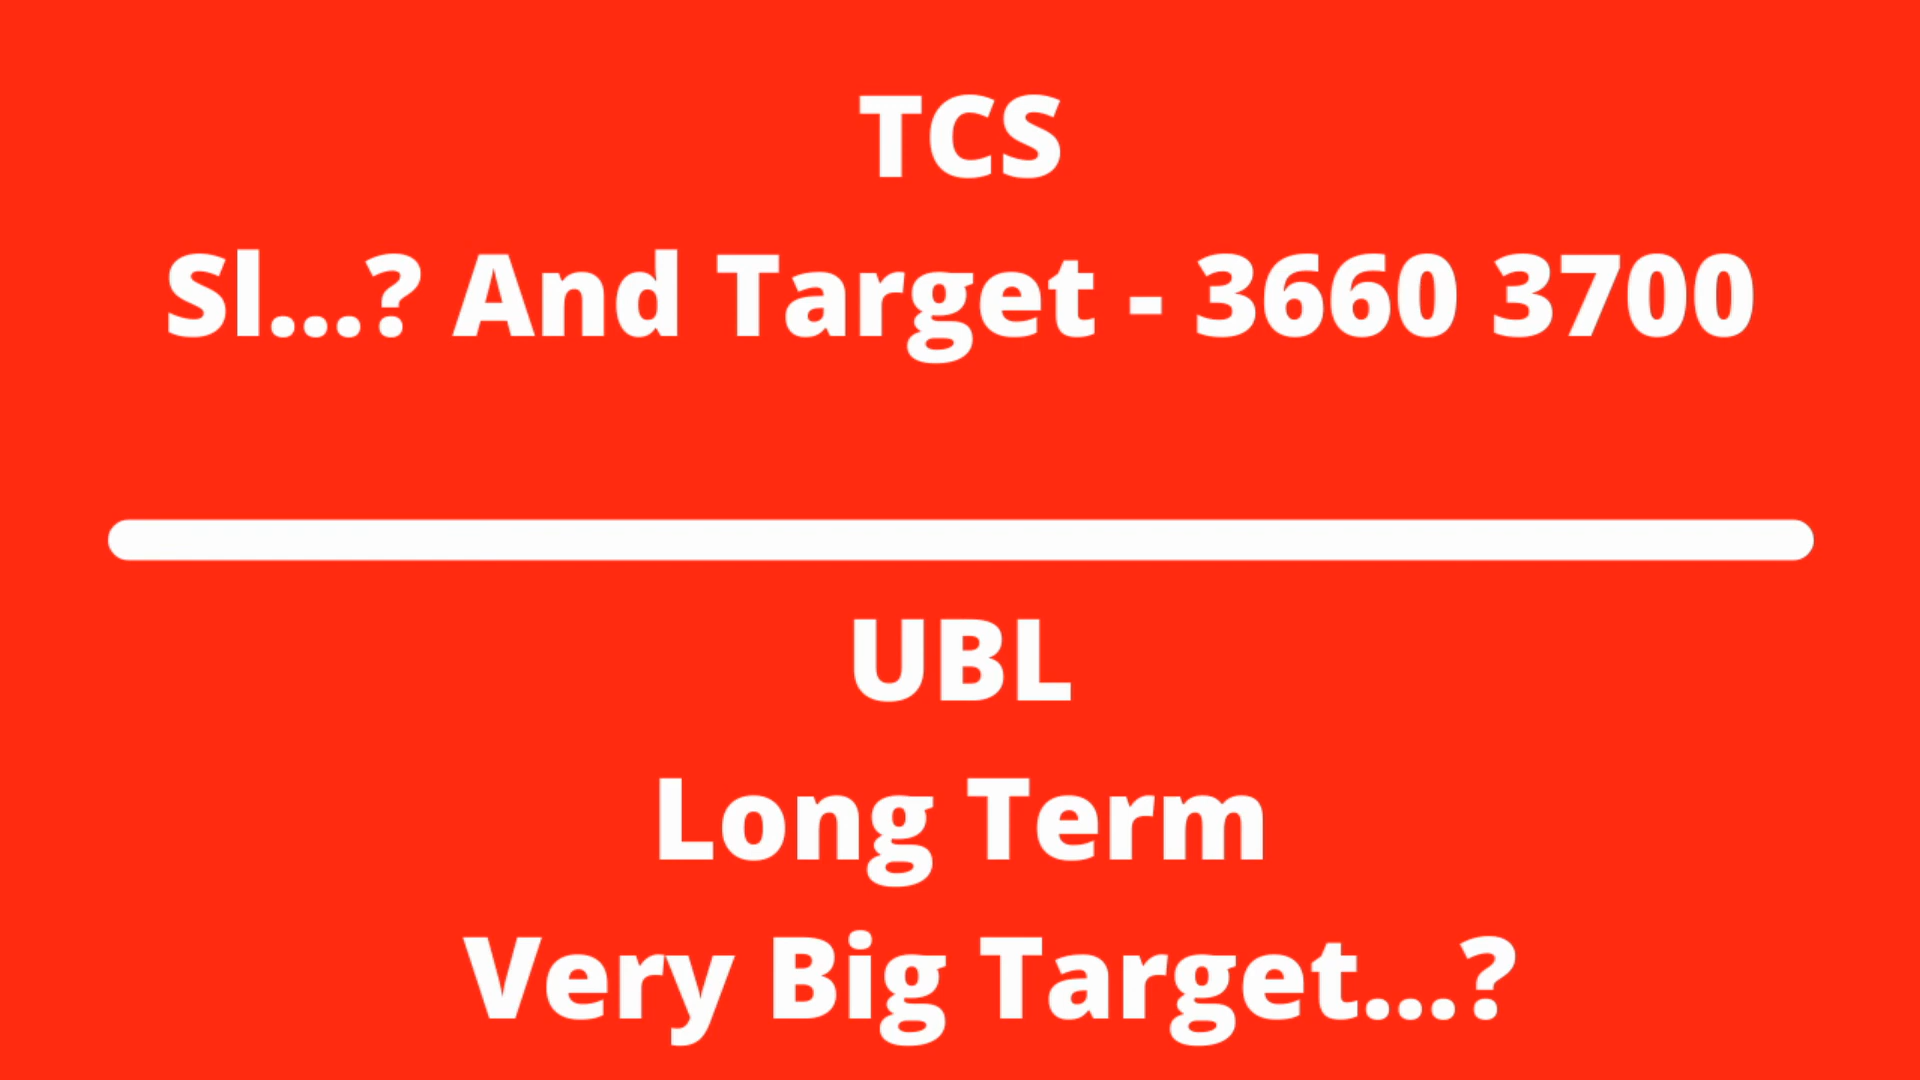 TCS
Sl...? And Target - 3660 3700
UBL
Long Term
Very Big Target...?